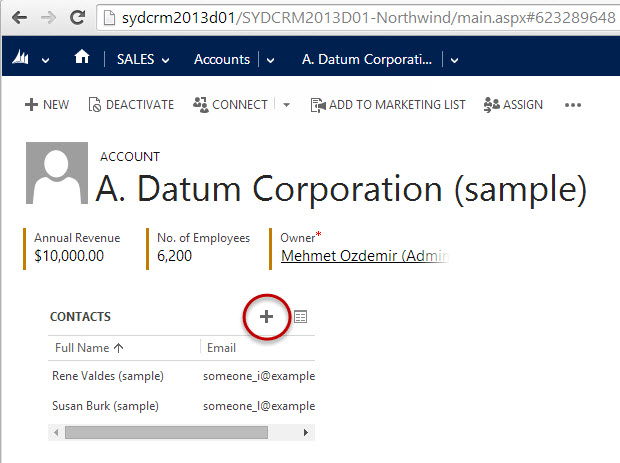 sydcrm2013d01/SYDCRM2013D01-Northwind/main.aspx#623289648
SALES Accounts A. Datum Corporati...
NEW DEACTIVATE CONNECT ADD TO MARKETING LIST ASSIGN ...
ACCOUNT
A. Datum Corporation (sample)
Annual Revenue No. of Employees Owner*
$10,000.00 6,200 Mehmet Ozdemir (Admin
CONTACTS
Full Name Email
Rene Valdes (sample) someone_i@example
Susan Burk (sample) someone_l@example